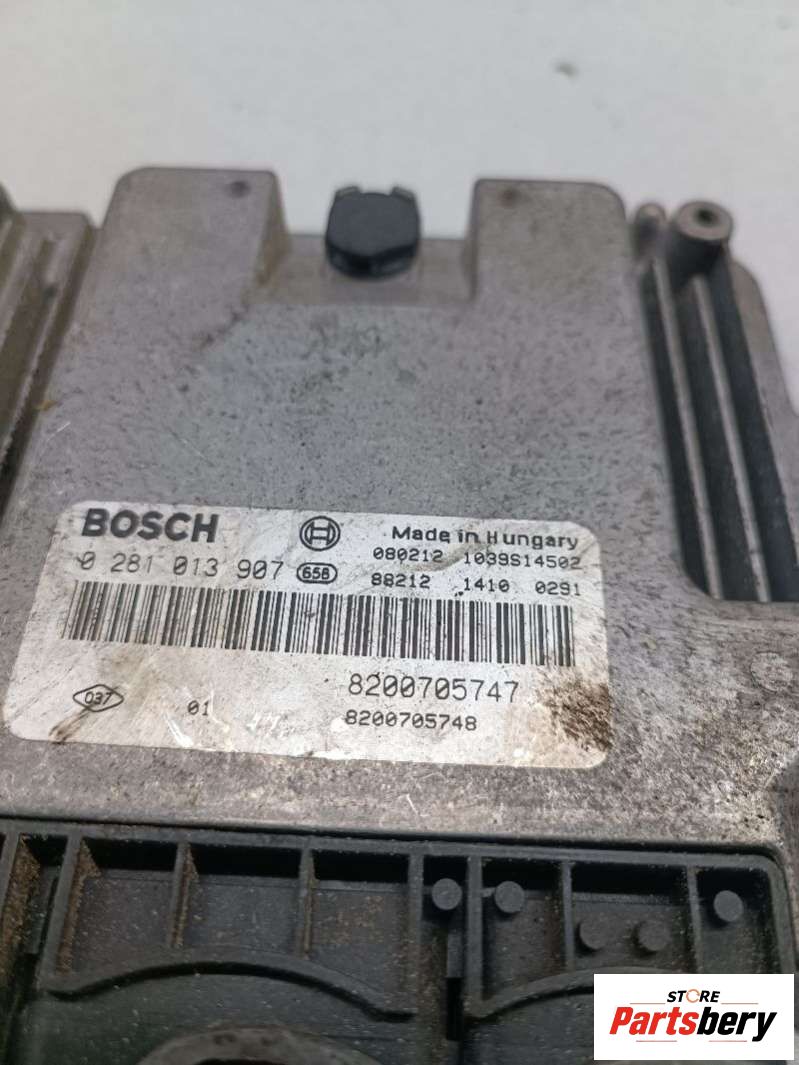 BOSCH
Made in Hungary
0 281 013 907 65B
080212 1039S14502
88212 1410 0291
8200705747
037 01
8200705748
STORE
Partsbery